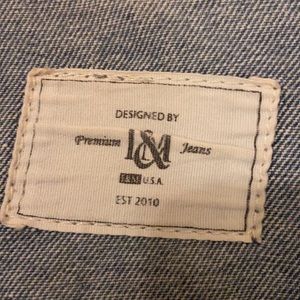 DESIGNED BY
Premium I&M Jeans
I&M U.S.A.
EST 2010